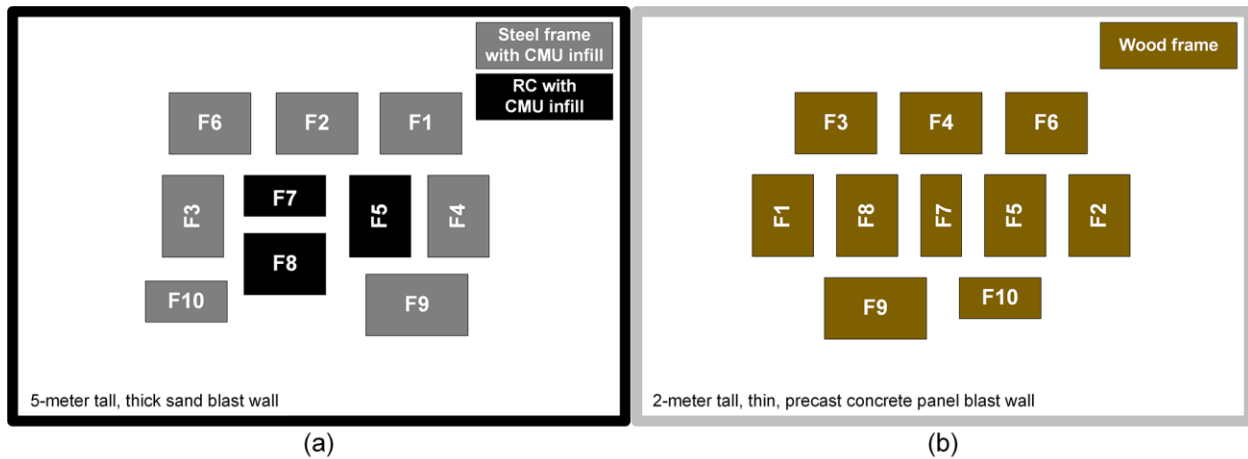 Steel frame
with CMU infill
RC with
CMU infill
F6 F2 F1
F3 F7 F5 F4
F8
F10 F9
5-meter tall, thick sand blast wall
(a)
Wood frame
F3 F4 F6
F1 F8 F7 F5 F2
F9 F10
2-meter tall, thin, precast concrete panel blast wall
(b)